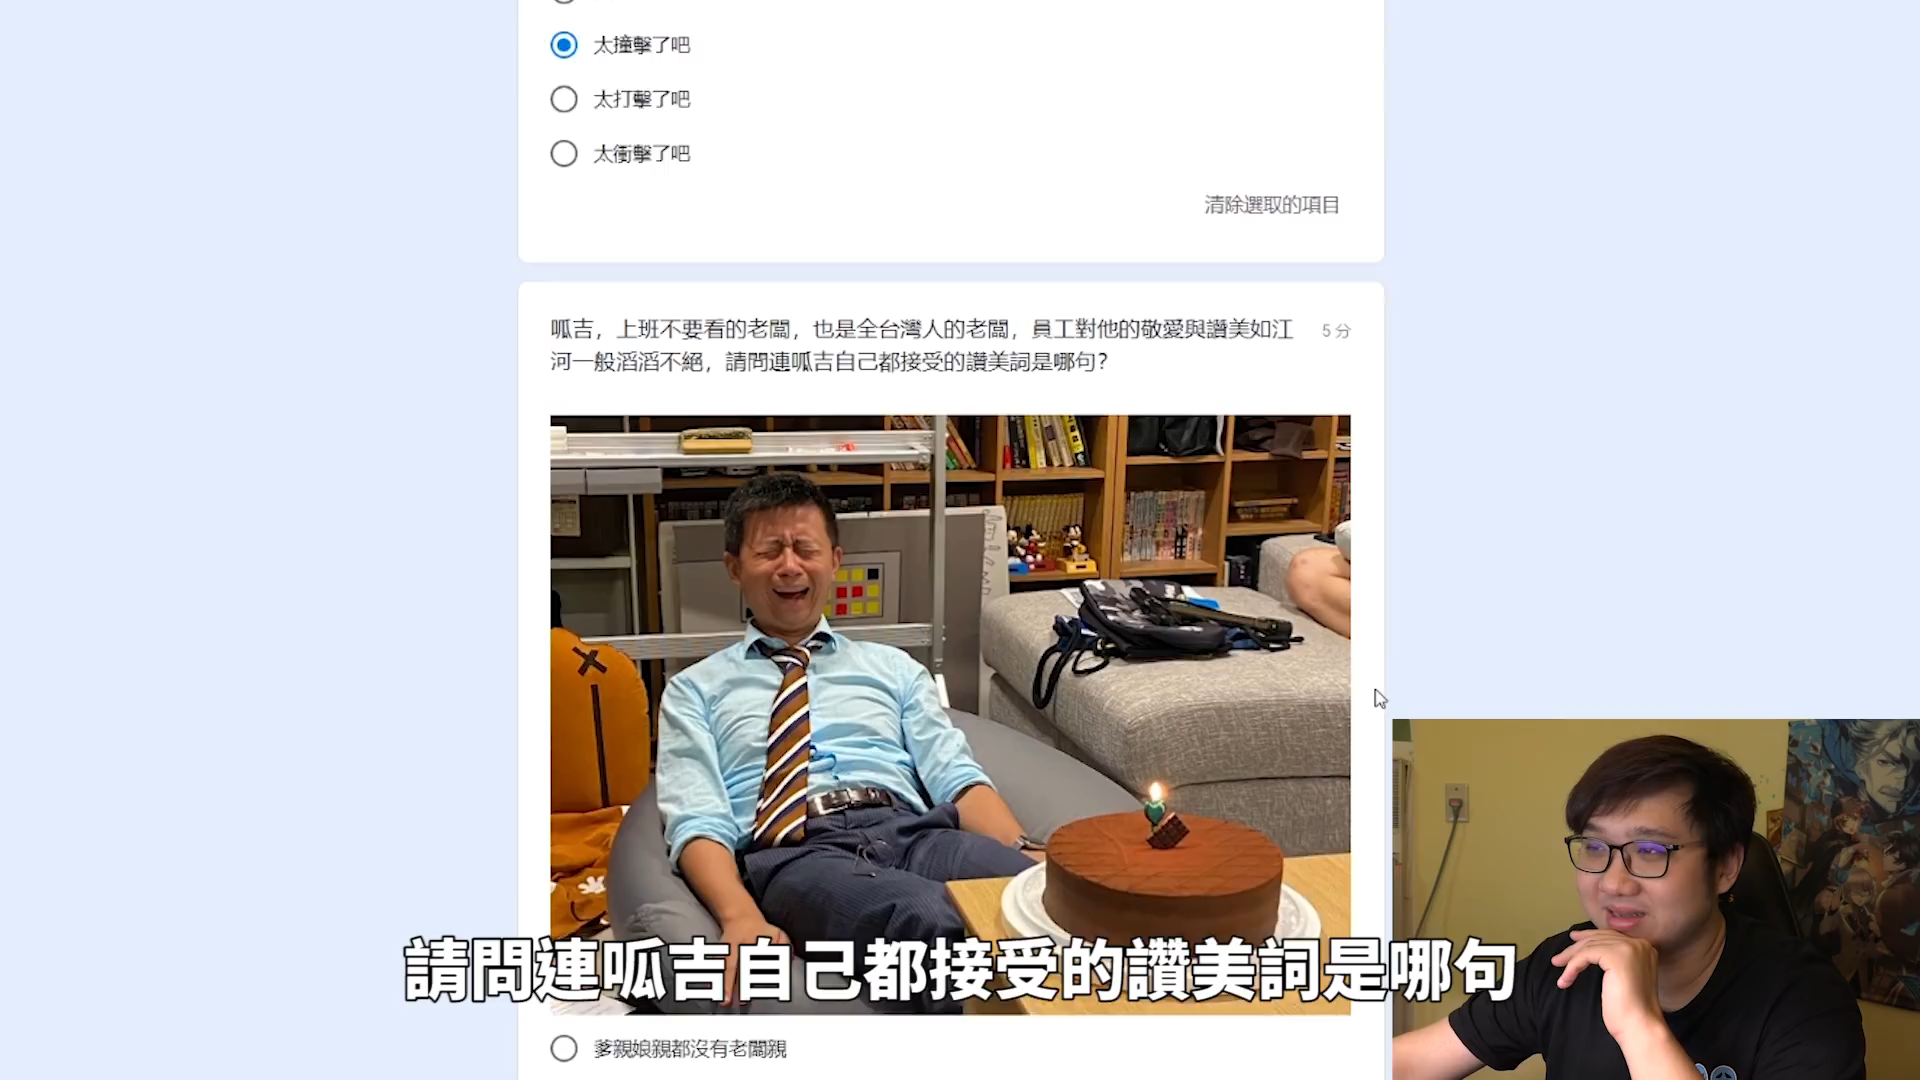 太撞擊了吧
太打擊了吧
太衝擊了吧
清除選取的項目
呱吉，上班不要看的老闆，也是全台灣人的老闆，員工對他的敬愛與讚美如江
5 分
河一般滔滔不絕，請問連呱吉自己都接受的讚美詞是哪句？
請問連呱吉自己都接受的讚美詞是哪句
爹親娘親都沒有老闆親